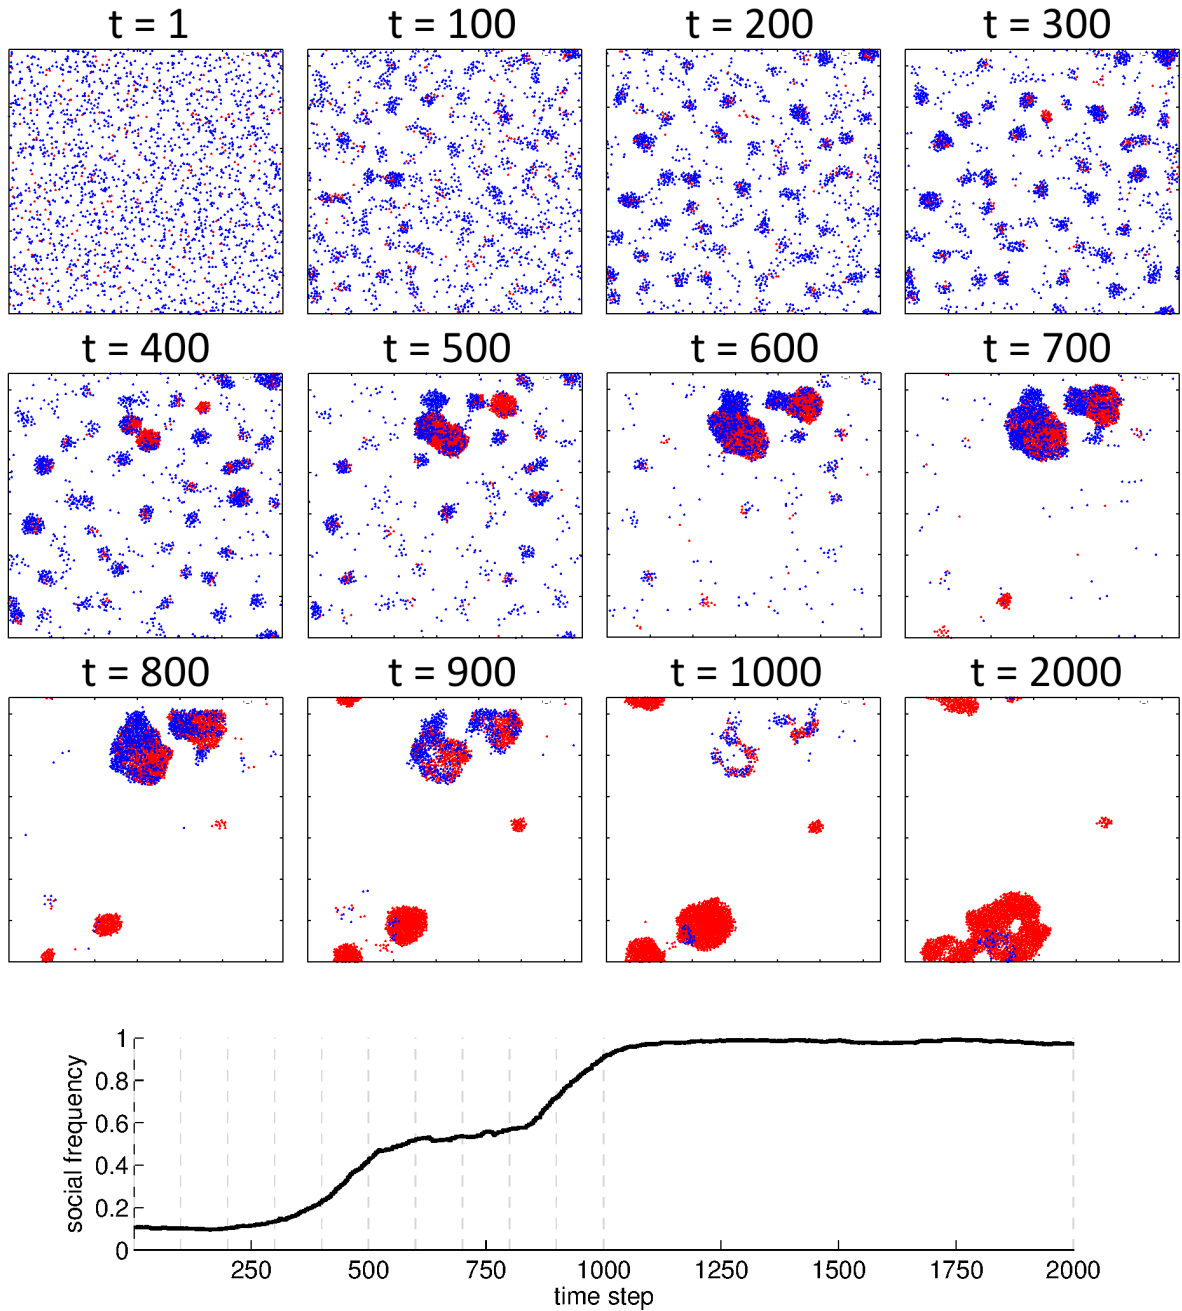 t = 1 t = 100 t = 200 t = 300
t = 400 t = 500 t = 600 t = 700
t = 800 t = 900 t = 1000 t = 2000
1
0.8
0.6
0.4
0.2
0
social frequency
250 500 750 1000 1250 1500 1750 2000
time step